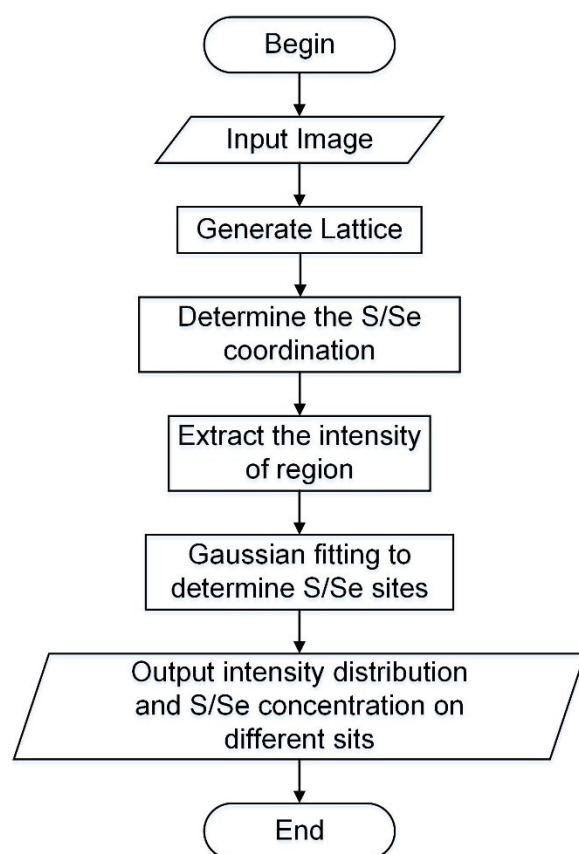 Begin
Input Image
Generate Lattice
Determine the S/Se
coordination
Extract the intensity
of region
Gaussian fitting to
determine S/Se sites
Output intensity distribution
and S/Se concentration on
different sits
End